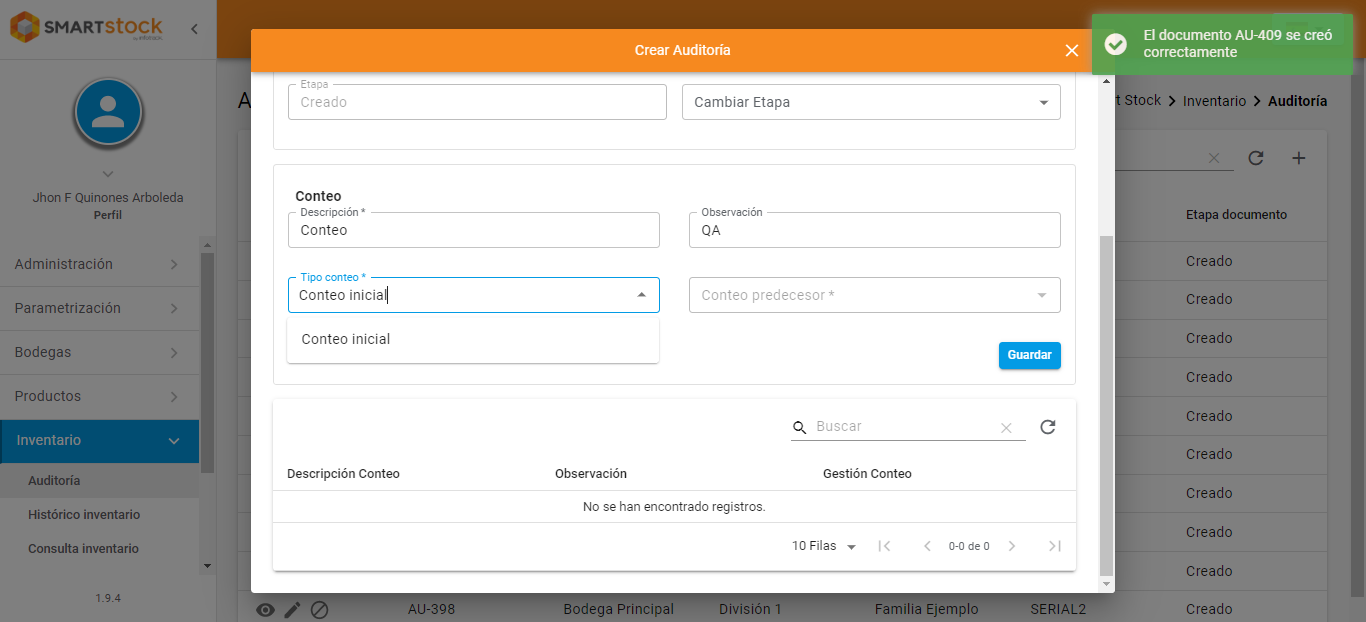 SMARTSTOCK
Crear Auditoría
El documento AU-409 se creó
correctamente
Etapa
Creado
Cambiar Etapa
A
t Stock
Inventario
Auditoría
Jhon F Quinones Arboleda
Perfil
Conteo
Descripción *
Conteo
Observación
QA
Etapa documento
Administración
Creado
Tipo conteo *
Conteo inicial
Conteo predecesor *
Creado
Parametrización
Conteo inicial
Creado
Bodegas
Guardar
Creado
Productos
Creado
Inventario
Buscar
Creado
Auditoría
Descripción Conteo
Observación
Gestión Conteo
Creado
Histórico inventario
No se han encontrado registros.
Creado
Consulta inventario
10 Filas
0-0 de 0
Creado
1.9.4
AU-398
Bodega Principal
División 1
Familia Ejemplo
SERIAL2
Creado